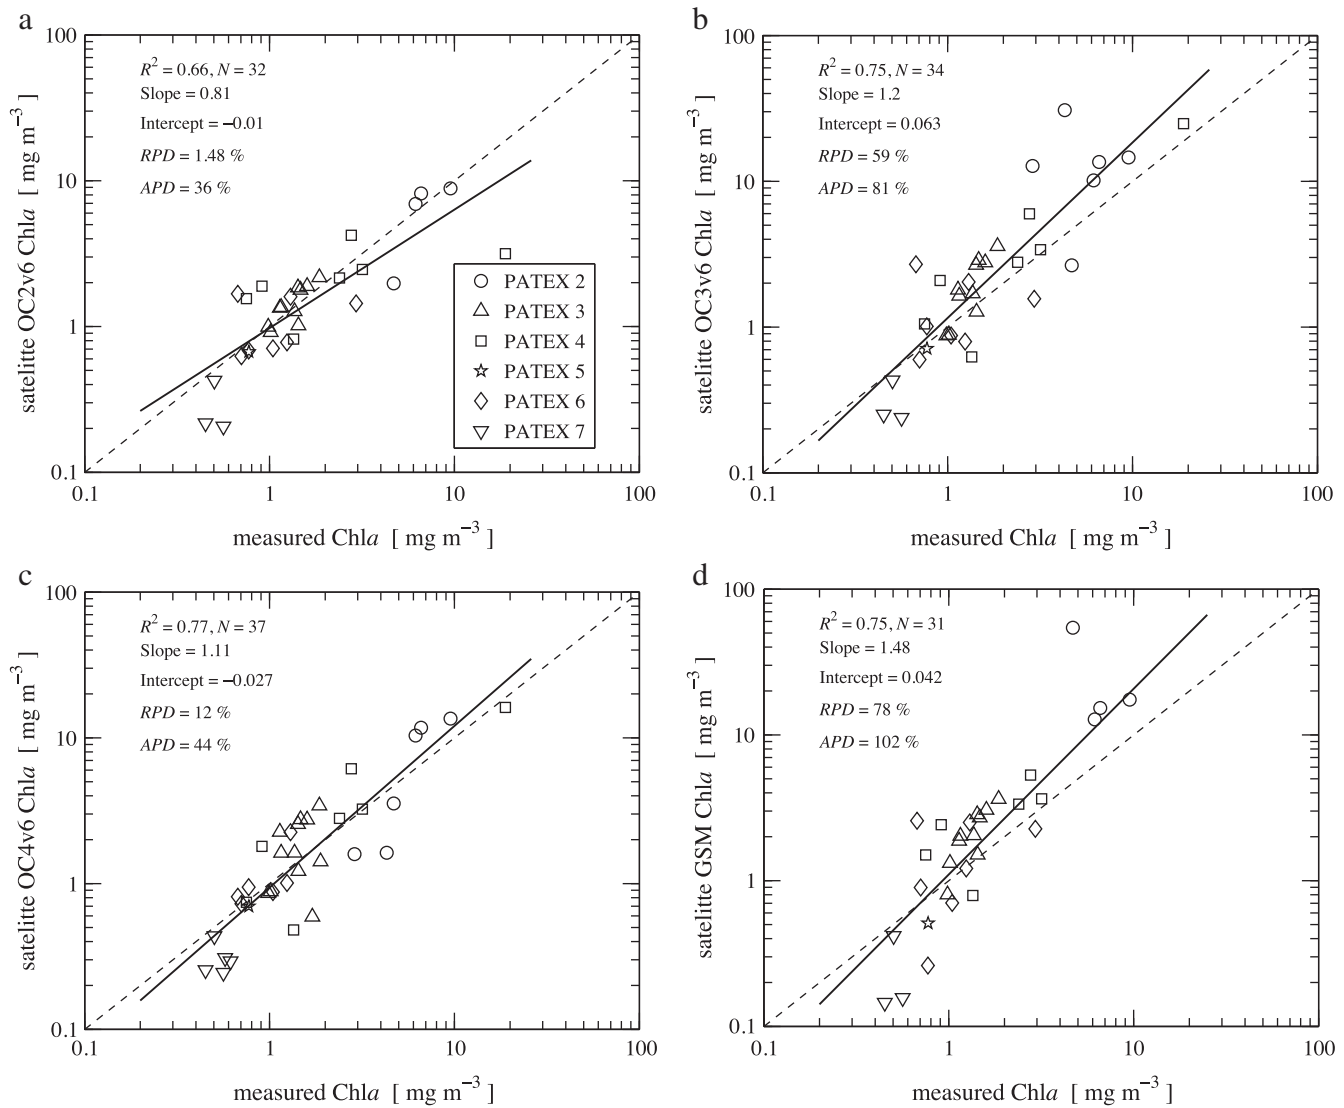 a
R² = 0.66, N = 32
Slope = 0.81
Intercept = −0.01
RPD = 1.48 %
APD = 36 %
100
10
1
0.1
satelitte OC2v6 Chla [ mg m⁻³ ]
PATEX 2
PATEX 3
PATEX 4
PATEX 5
PATEX 6
PATEX 7
0.1 1 10 100
measured Chla [ mg m⁻³ ]
b
R² = 0.75, N = 34
Slope = 1.2
Intercept = 0.063
RPD = 59 %
APD = 81 %
100
10
1
0.1
satelitte OC3v6 Chla [ mg m⁻³ ]
0.1 1 10 100
measured Chla [ mg m⁻³ ]
c
R² = 0.77, N = 37
Slope = 1.11
Intercept = −0.027
RPD = 12 %
APD = 44 %
100
10
1
0.1
satelitte OC4v6 Chla [ mg m⁻³ ]
0.1 1 10 100
measured Chla [ mg m⁻³ ]
d
R² = 0.75, N = 31
Slope = 1.48
Intercept = 0.042
RPD = 78 %
APD = 102 %
100
10
1
0.1
satelitte GSM Chla [ mg m⁻³ ]
0.1 1 10 100
measured Chla [ mg m⁻³ ]